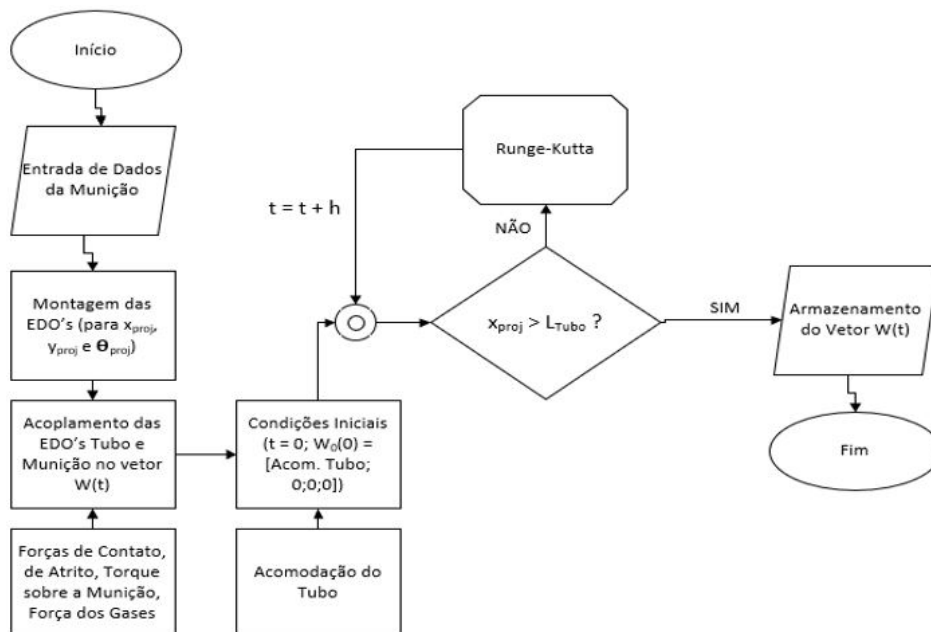 Início
Entrada de Dados
da Munição
Montagem das
EDO's (para xproj,
yproj e Θproj)
Acoplamento das
EDO's Tubo e
Munição no vetor
W(t)
Forças de Contato,
de Atrito, Torque
sobre a Munição,
Força dos Gases
Condições Iniciais
(t = 0; W₀(0) =
[Acom. Tubo;
0;0;0])
Acomodação do
Tubo
t = t + h
Runge-Kutta
NÃO
xproj > LTubo ?
SIM
Armazenamento
do Vetor W(t)
Fim